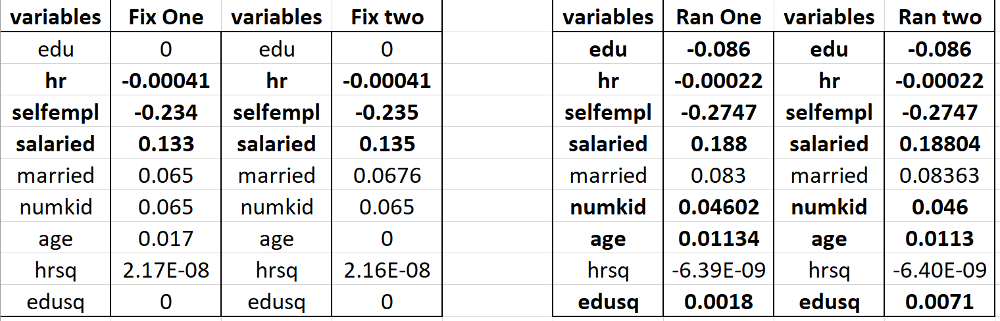 variables Fix One variables Fix two variables Ran One variables Ran two
edu 0 edu 0 edu -0.086 edu -0.086
hr -0.00041 hr -0.00041 hr -0.00022 hr -0.00022
selfempl -0.234 selfempl -0.235 selfempl -0.2747 selfempl -0.2747
salaried 0.133 salaried 0.135 salaried 0.188 salaried 0.18804
married 0.065 married 0.0676 married 0.083 married 0.08363
numkid 0.065 numkid 0.065 numkid 0.04602 numkid 0.046
age 0.017 age 0 age 0.01134 age 0.0113
hrsq 2.17E-08 hrsq 2.16E-08 hrsq -6.39E-09 hrsq -6.40E-09
edusq 0 edusq 0 edusq 0.0018 edusq 0.0071